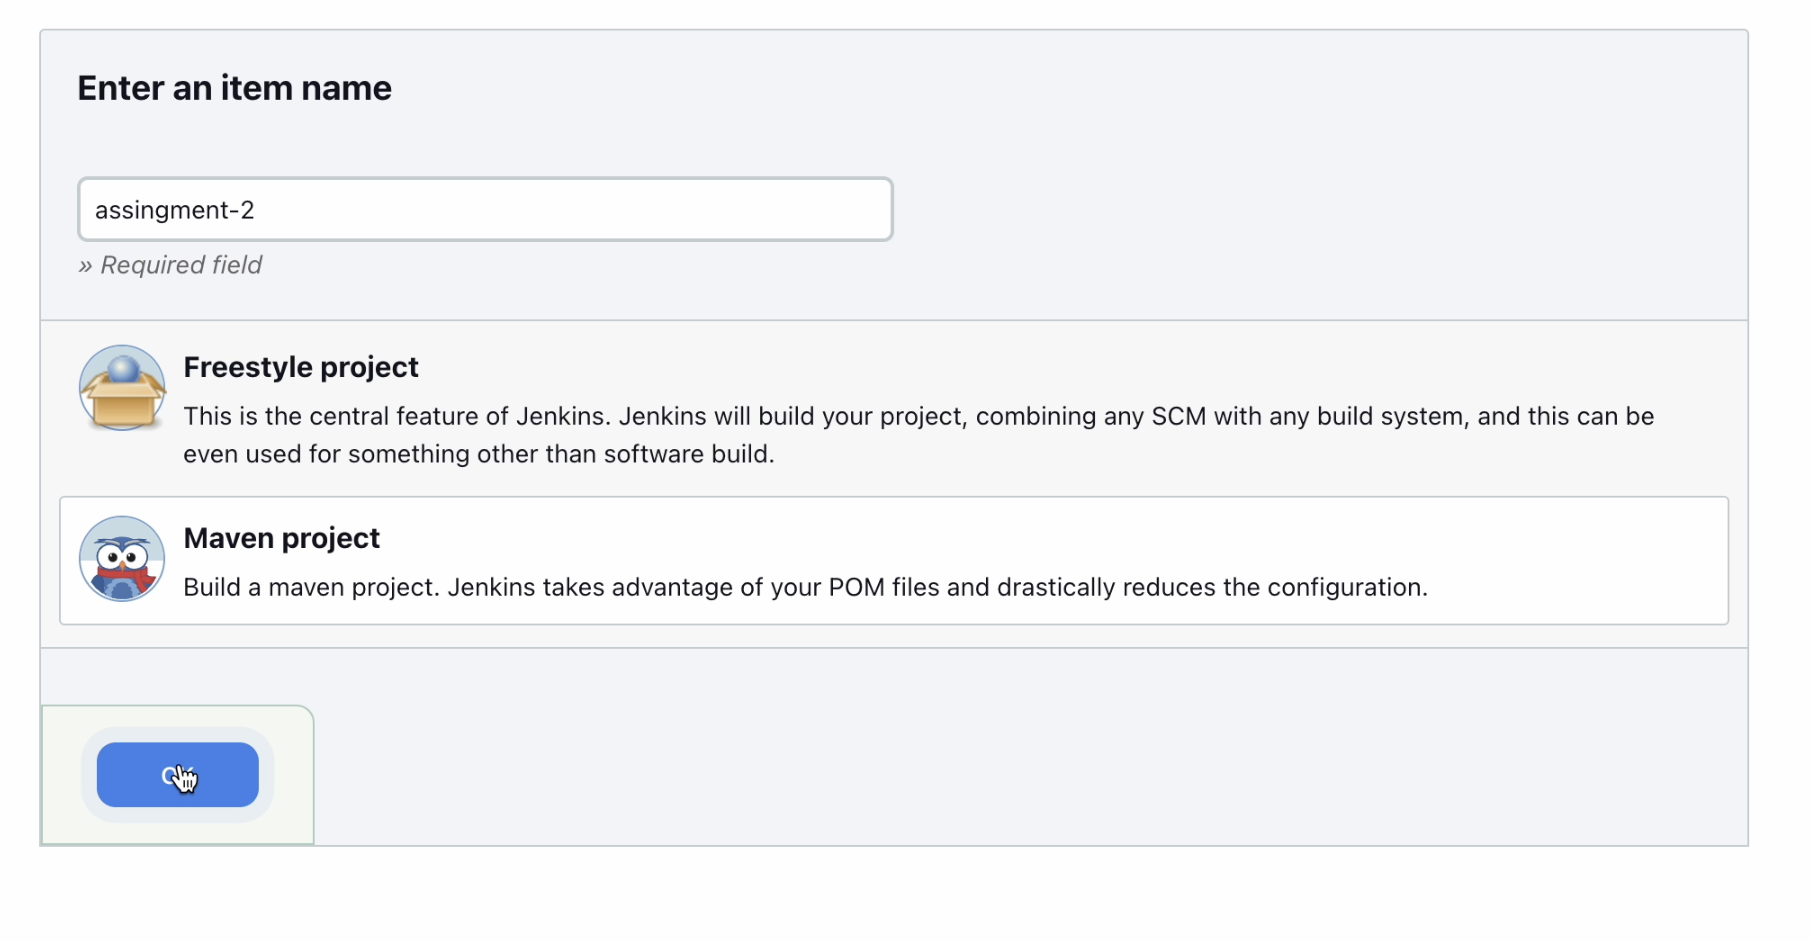 Enter an item name
assingment-2
» Required field
Freestyle project
This is the central feature of Jenkins. Jenkins will build your project, combining any SCM with any build system, and this can be
even used for something other than software build.
Maven project
Build a maven project. Jenkins takes advantage of your POM files and drastically reduces the configuration.